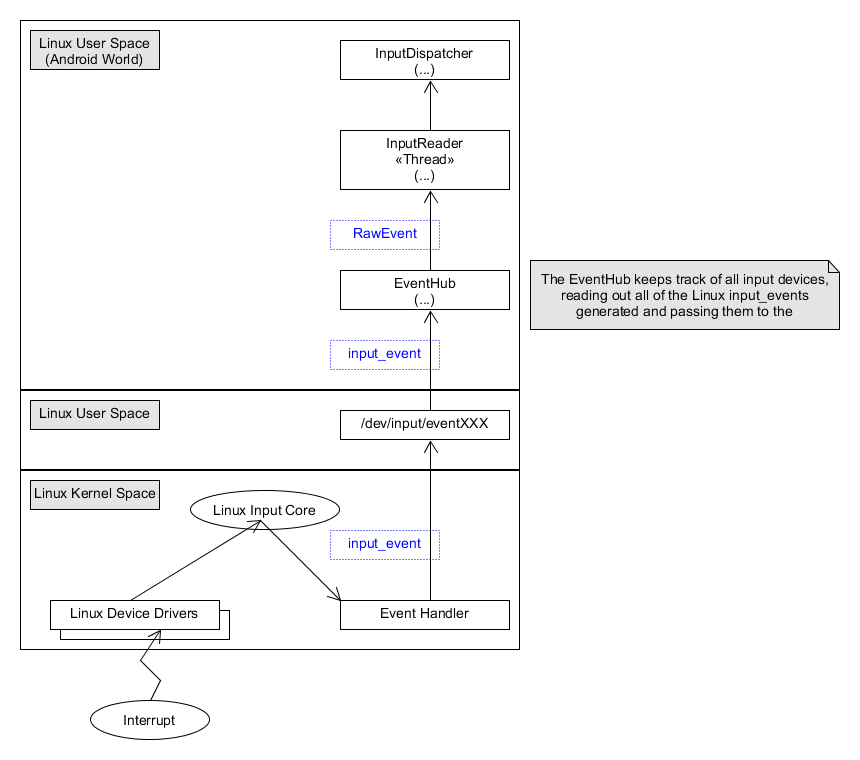 Linux User Space
(Android World)
InputDispatcher
(...)
InputReader
«Thread»
(...)
RawEvent
EventHub
(...)
The EventHub keeps track of all input devices,
reading out all of the Linux input_events
generated and passing them to the
input_event
Linux User Space
/dev/input/eventXXX
Linux Kernel Space
Linux Input Core
input_event
Linux Device Drivers
Event Handler
Interrupt